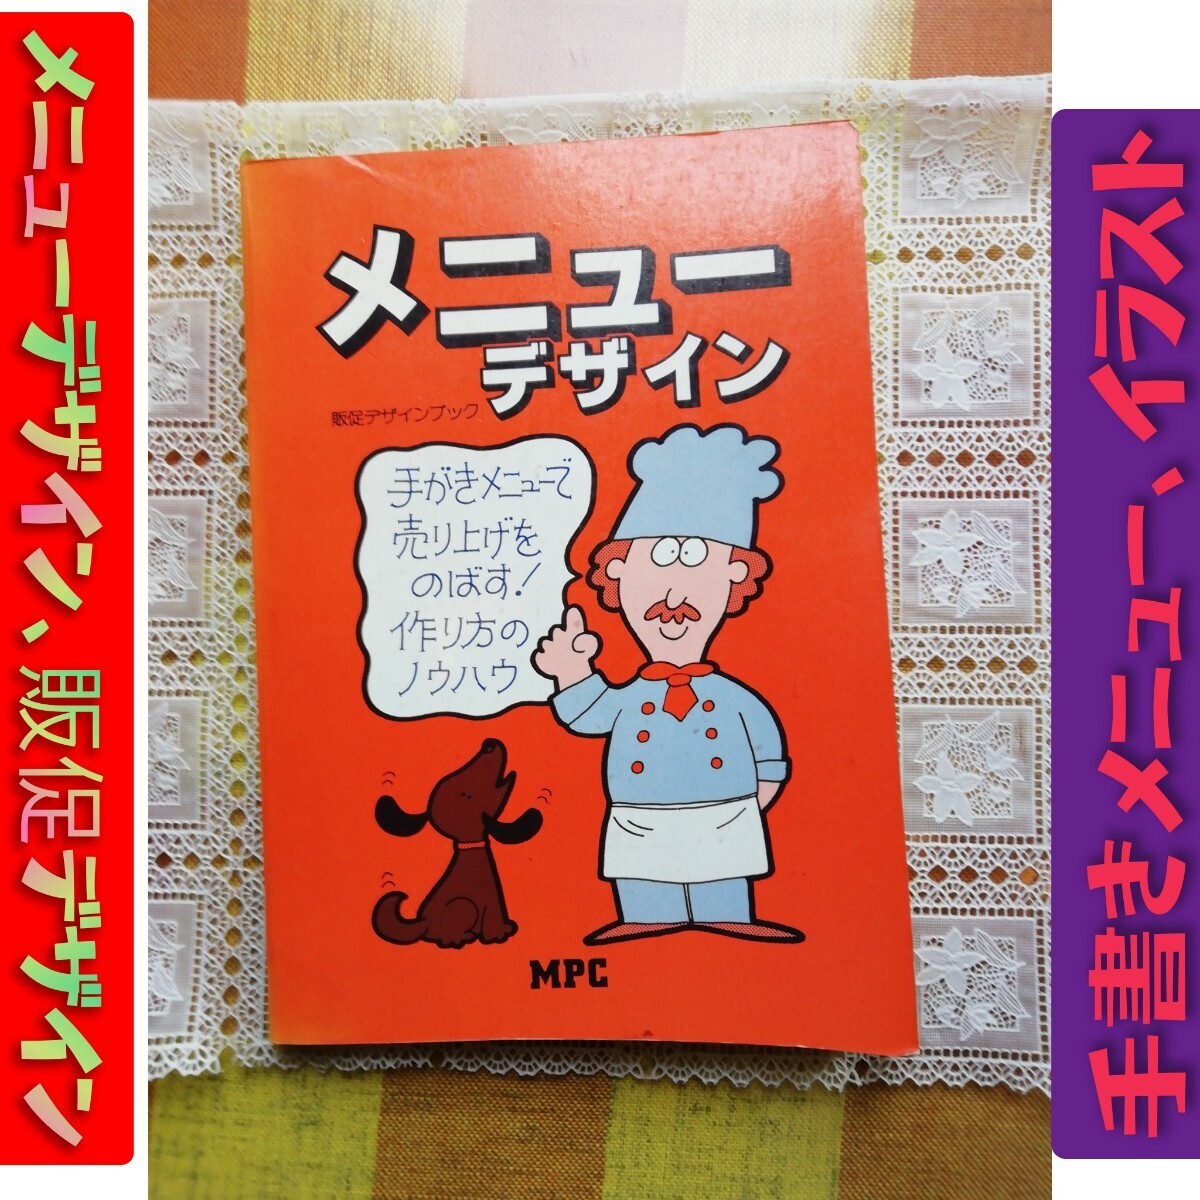 メニューデザイン、販促デザイン
メニュー
デザイン
販促デザインブック
手がきメニューで
売り上げを
のばす!
作り方の
ノウハウ
MPC
手書きメニュー、イラスト